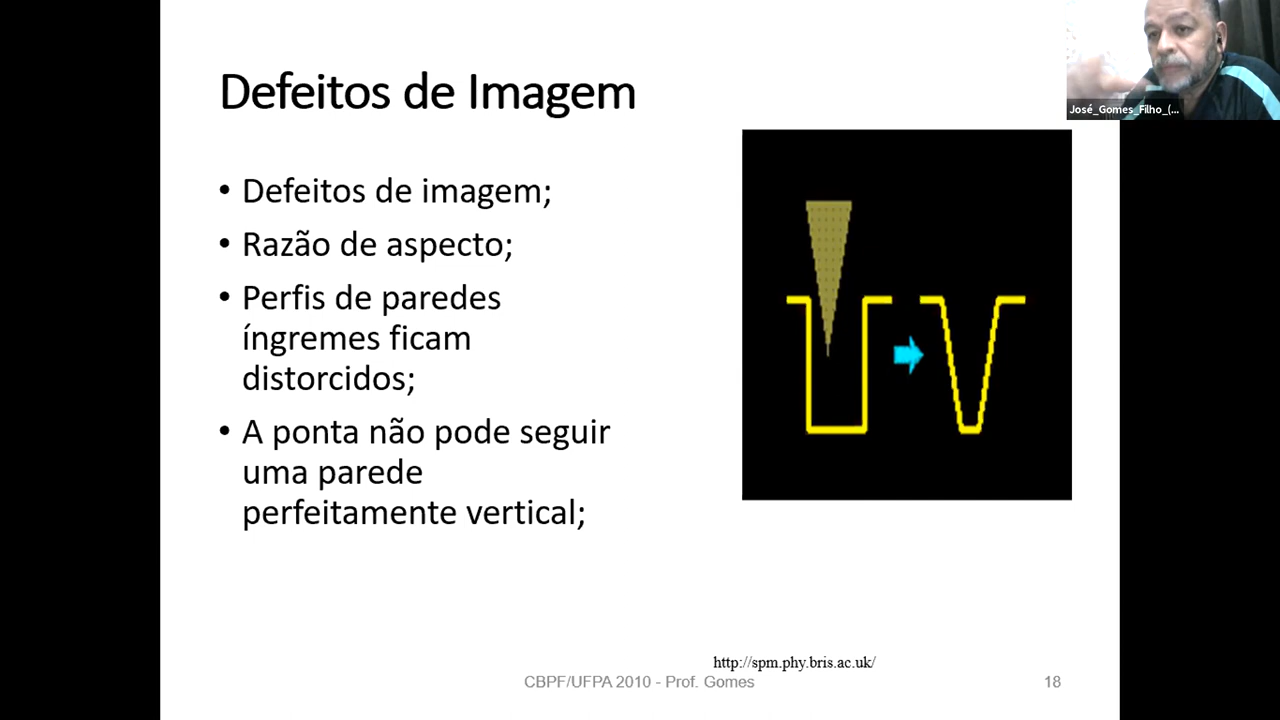 José_Gomes_Filho_(...
Defeitos de Imagem
• Defeitos de imagem;
• Razão de aspecto;
• Perfis de paredes
íngremes ficam
distorcidos;
• A ponta não pode seguir
uma parede
perfeitamente vertical;
http://spm.phy.bris.ac.uk/
CBPF/UFPA 2010 - Prof. Gomes
18